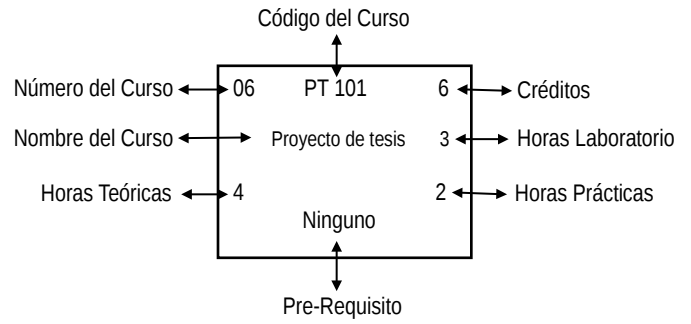 Código del Curso
Número del Curso 06 PT 101 6 Créditos
Nombre del Curso Proyecto de tesis 3 Horas Laboratorio
Horas Teóricas 4 2 Horas Prácticas
Ninguno
Pre-Requisito